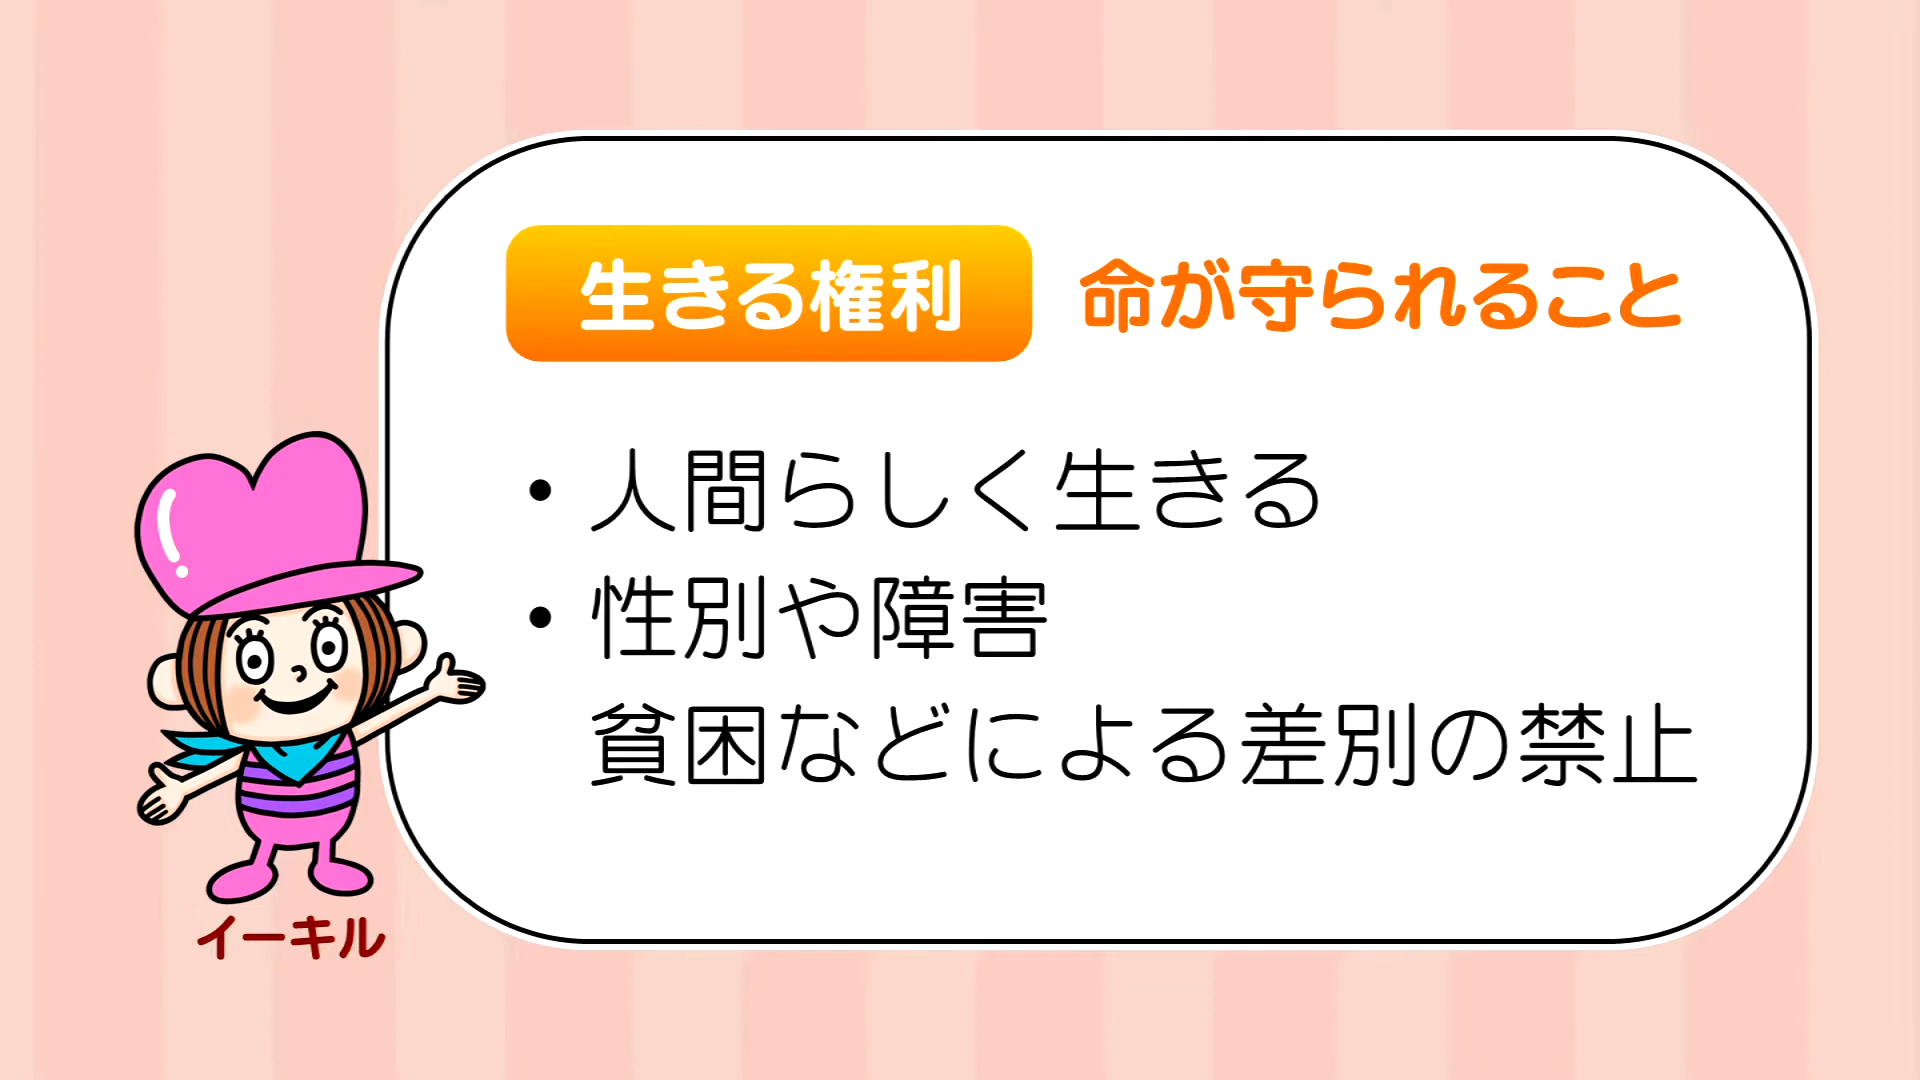 生きる権利 命が守られること
・人間らしく生きる
・性別や障害
貧困などによる差別の禁止
イーキル